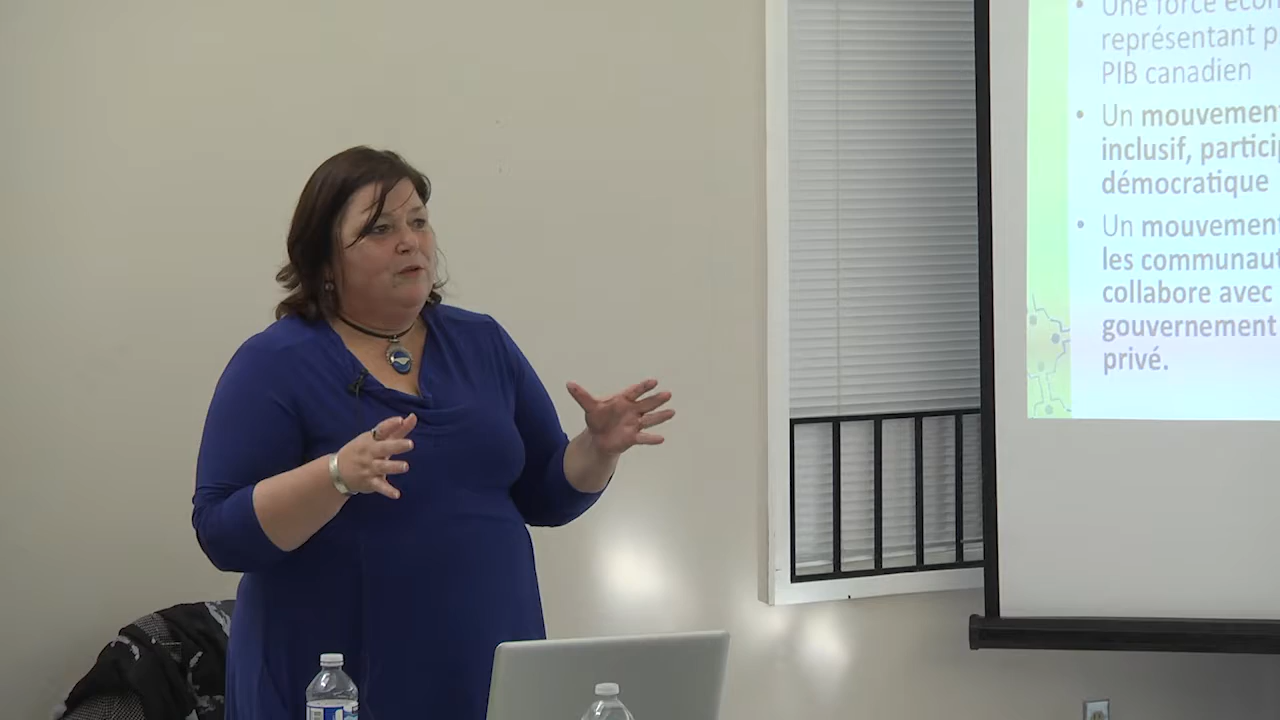 • Une force écon
représentant p
PIB canadien
• Un mouvement
inclusif, partici
démocratique
• Un mouvement
les communaut
collabore avec
gouvernement
privé.